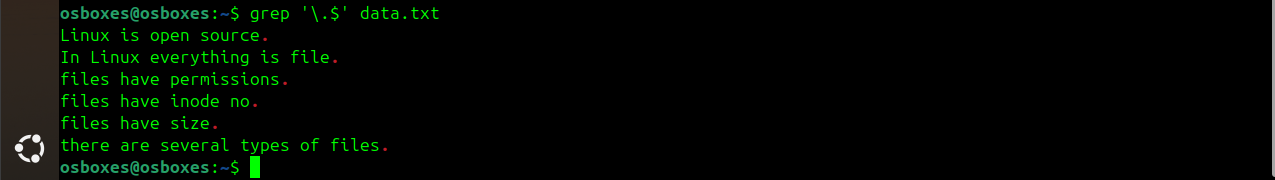 osboxes@osboxes:~$ grep '\.$' data.txt
Linux is open source.
In Linux everything is file.
files have permissions.
files have inode no.
files have size.
there are several types of files.
osboxes@osboxes:~$